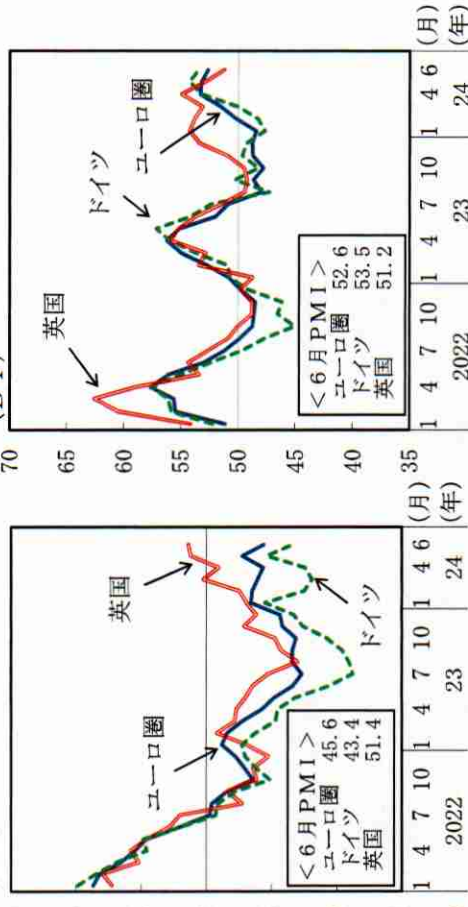 70
65
60
55
50
45
40
35
英国
ドイツ
ユーロ圏
<6月PMI>
ユーロ圏 52.6
ドイツ 53.5
英国 51.2
1 4 7 10 1 4 7 10 1 4 6 (月)
2022 23 24 (年)
英国
ユーロ圏
ドイツ
<6月PMI>
ユーロ圏 45.6
ドイツ 43.4
英国 51.4
1 4 7 10 1 4 7 10 1 4 6 (月)
2022 23 24 (年)